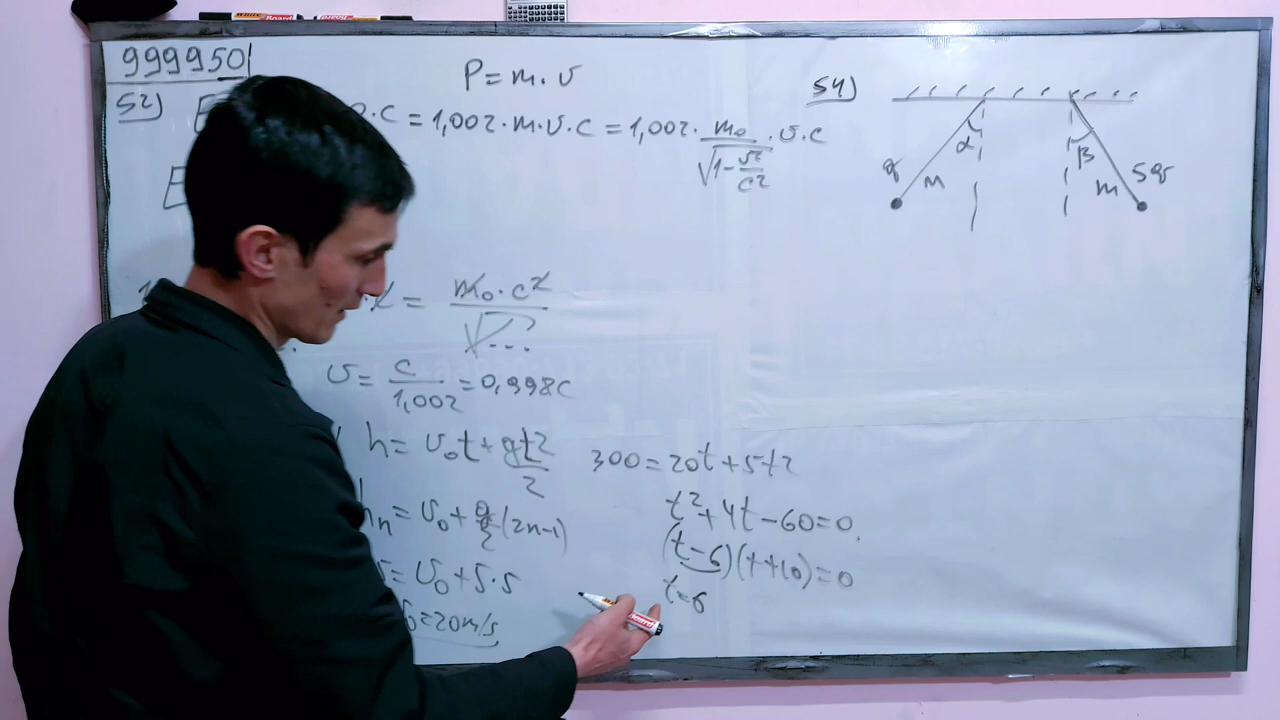 999950
52)
P = m · υ
· C = 1,002 · m · υ · C = 1,002 · m₀ / √(1 - υ²/c²) · υ · c
= m₀ · c² / √...
υ = c / 1,002 = 0,998c
h = υ₀t + gt² / 2
300 = 20t + 5t²
hₙ = υ₀ + g/2 (2n-1)
t² + 4t - 60 = 0
(t - 6)(t + 10) = 0
= υ₀ + 5 · 5
t = 6
= 20 m/s
54)
α
β
q
m
m
5q
Board